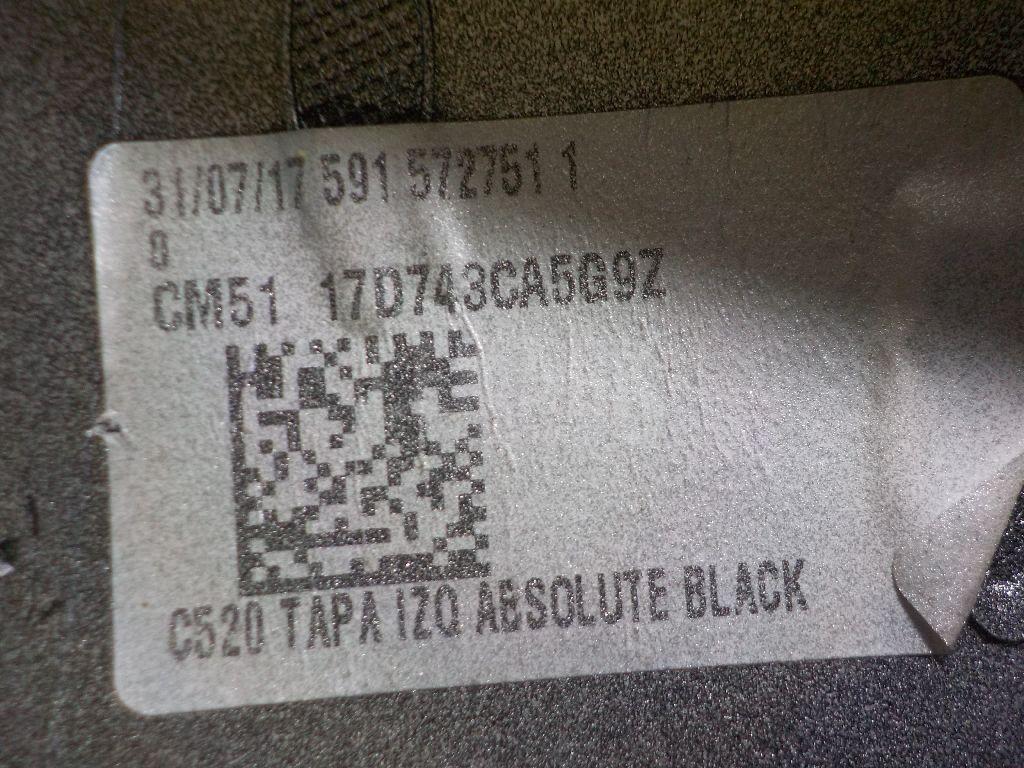 31/07/17 591 572751 1
0
CM51 17D743CA5G9Z
C520 TAPA IZQ ABSOLUTE BLACK